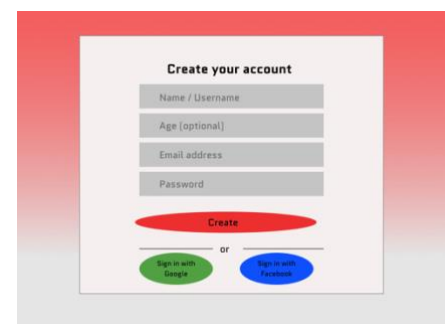 Create your account
Name / Username
Age (optional)
Email address
Password
Create
or
Sign in with
Google
Sign in with
Facebook